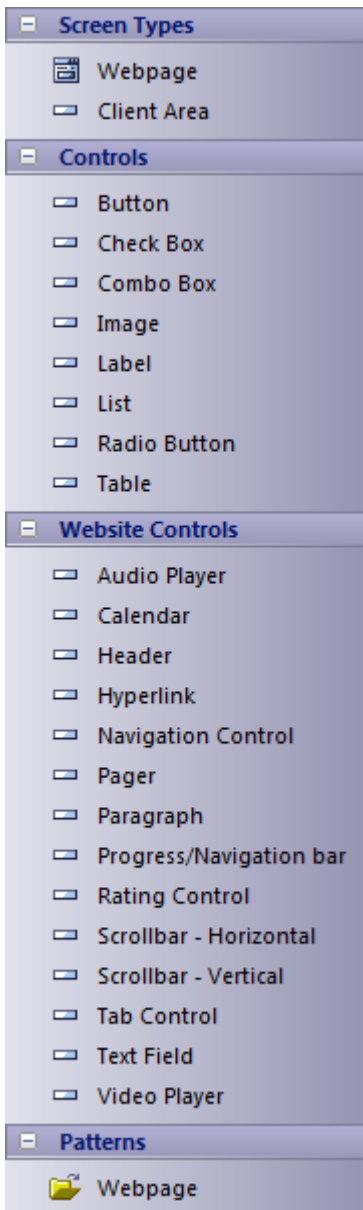 Screen Types
Webpage
Client Area
Controls
Button
Check Box
Combo Box
Image
Label
List
Radio Button
Table
Website Controls
Audio Player
Calendar
Header
Hyperlink
Navigation Control
Pager
Paragraph
Progress/Navigation bar
Rating Control
Scrollbar - Horizontal
Scrollbar - Vertical
Tab Control
Text Field
Video Player
Patterns
Webpage